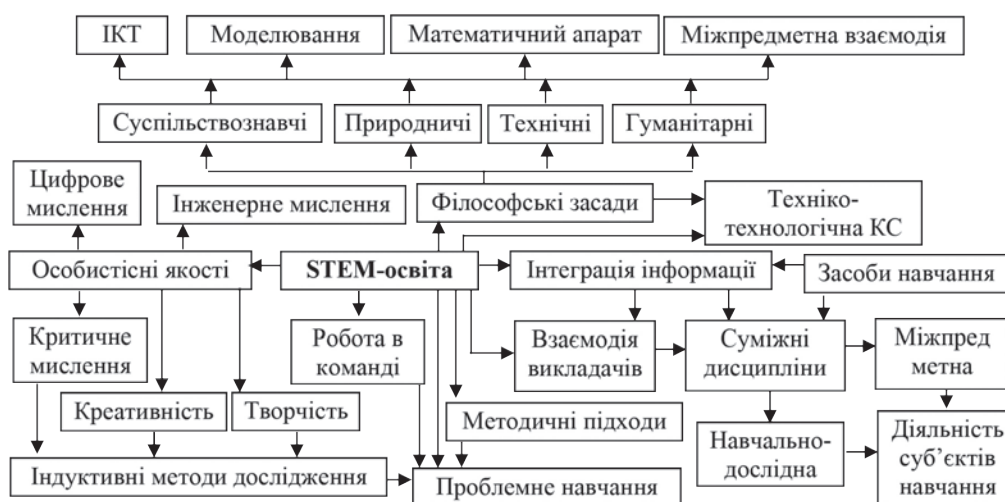 ІКТ
Моделювання
Математичний апарат
Міжпредметна взаємодія
Суспільствознавчі
Природничі
Технічні
Гуманітарні
Цифрове
мислення
Інженерне мислення
Філософські засади
Техніко-
технологічна КС
Особистісні якості
STEM-освіта
Інтеграція інформації
Засоби навчання
Критичне
мислення
Робота в
команді
Взаємодія
викладачів
Суміжні
дисципліни
Міжпред
метна
Креативність
Творчість
Методичні підходи
Навчально-
дослідна
Діяльність
суб’єктів
навчання
Індуктивні методи дослідження
Проблемне навчання